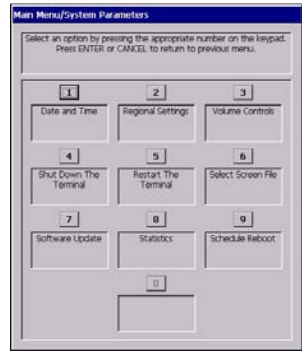 Main Menu/System Parameters
Select an option by pressing the appropriate number on the keypad.
Press ENTER or CANCEL to return to previous menu.
1 2 3
Date and Time Regional Settings Volume Controls
4 5 6
Shut Down The Restart The Select Screen File
Terminal Terminal
7 8 9
Software Update Statistics Schedule Reboot
0